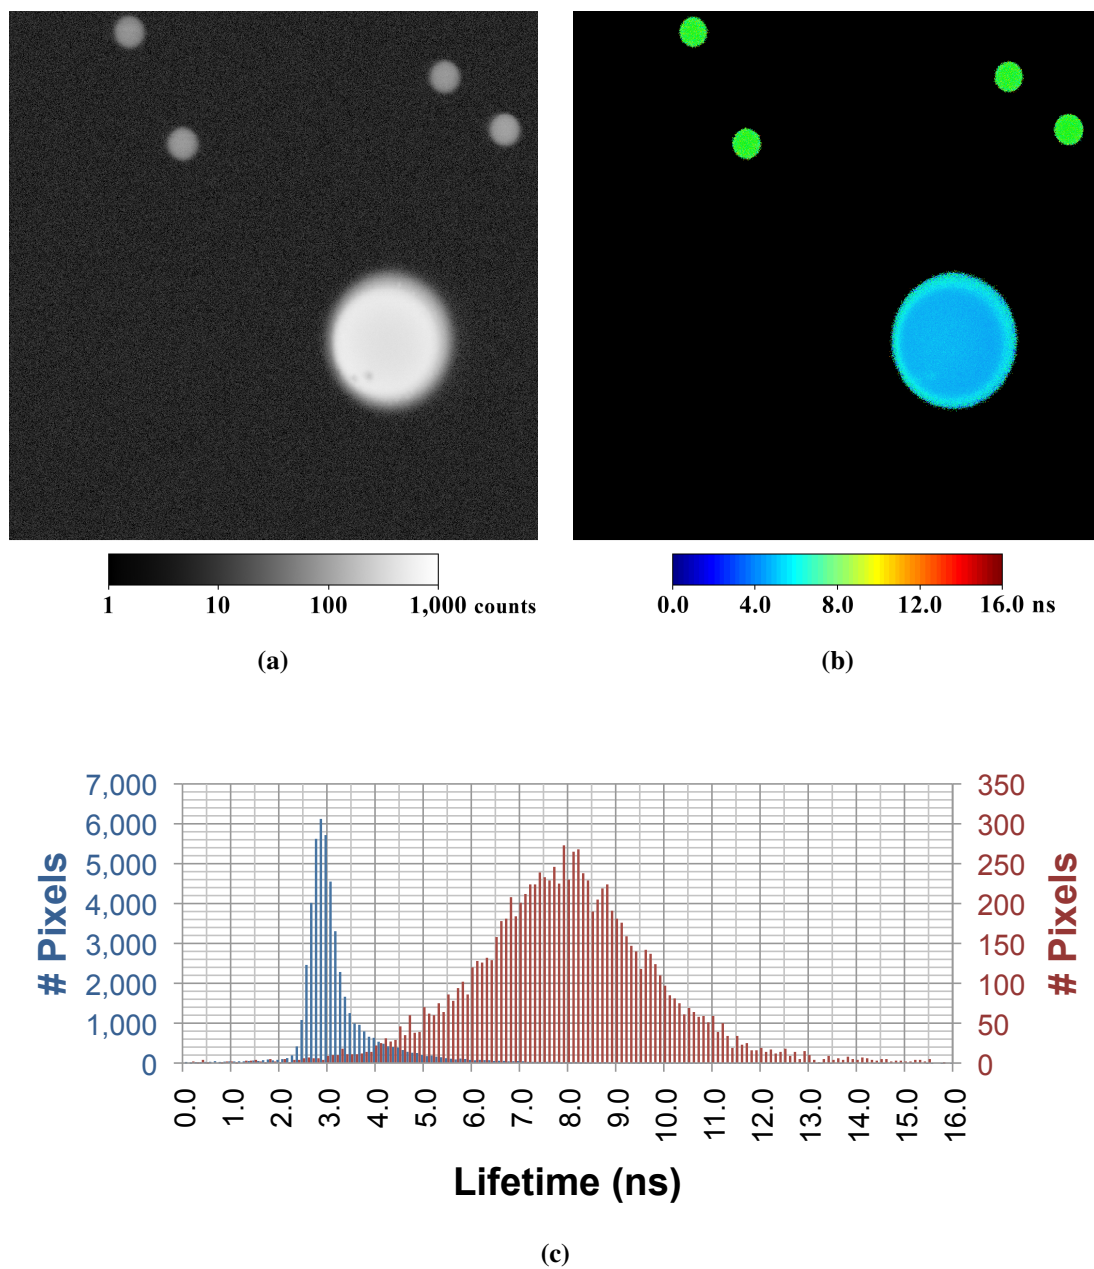 1 10 100 1,000 counts
0.0 4.0 8.0 12.0 16.0 ns
(a)
(b)
7,000 350
6,000 300
5,000 250
4,000 200
3,000 150
2,000 100
1,000 50
0 0
# Pixels
# Pixels
0.0 1.0 2.0 3.0 4.0 5.0 6.0 7.0 8.0 9.0 10.0 11.0 12.0 13.0 14.0 15.0 16.0
Lifetime (ns)
(c)